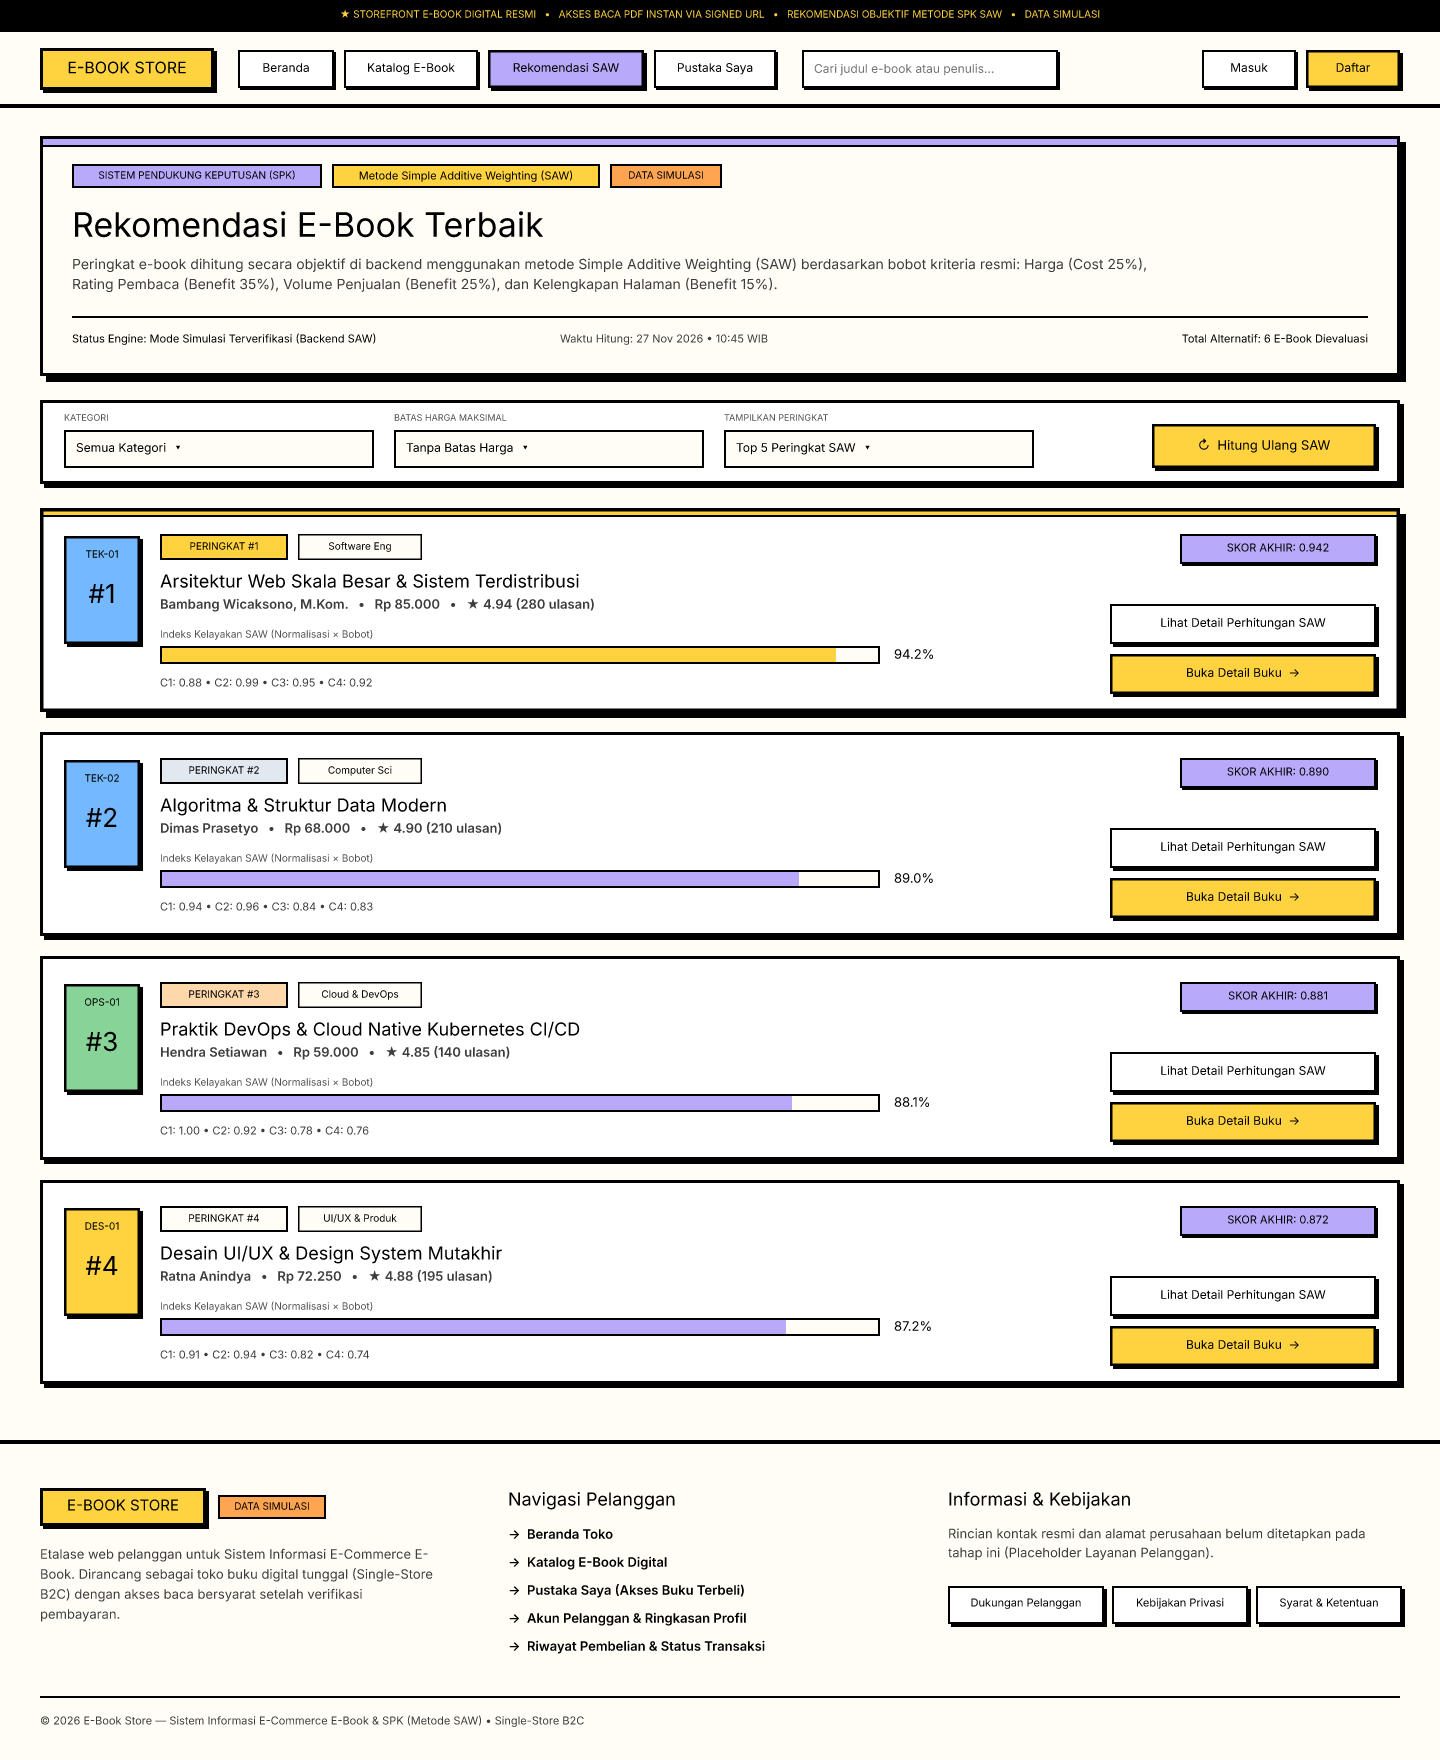 ★ STOREFRONT E-BOOK DIGITAL RESMI • AKSES BACA PDF INSTAN VIA SIGNED URL • REKOMENDASI OBJEKTIF METODE SPK SAW • DATA SIMULASI
E-BOOK STORE
Beranda
Katalog E-Book
Rekomendasi SAW
Pustaka Saya
Cari judul e-book atau penulis...
Masuk
Daftar
SISTEM PENDUKUNG KEPUTUSAN (SPK)
Metode Simple Additive Weighting (SAW)
DATA SIMULASI
Rekomendasi E-Book Terbaik
Peringkat e-book dihitung secara objektif di backend menggunakan metode Simple Additive Weighting (SAW) berdasarkan bobot kriteria resmi: Harga (Cost 25%),
Rating Pembaca (Benefit 35%), Volume Penjualan (Benefit 25%), dan Kelengkapan Halaman (Benefit 15%).
Status Engine: Mode Simulasi Terverifikasi (Backend SAW)
Waktu Hitung: 27 Nov 2026 • 10:45 WIB
Total Alternatif: 6 E-Book Dievaluasi
KATEGORI
Semua Kategori ▾
BATAS HARGA MAKSIMAL
Tanpa Batas Harga ▾
TAMPILKAN PERINGKAT
Top 5 Peringkat SAW ▾
↻ Hitung Ulang SAW
TEK-01
#1
PERINGKAT #1
Software Eng
Arsitektur Web Skala Besar & Sistem Terdistribusi
Bambang Wicaksono, M.Kom. • Rp 85.000 • ★ 4.94 (280 ulasan)
Indeks Kelayakan SAW (Normalisasi × Bobot)
94.2%
C1: 0.88 • C2: 0.99 • C3: 0.95 • C4: 0.92
SKOR AKHIR: 0.942
Lihat Detail Perhitungan SAW
Buka Detail Buku →
TEK-02
#2
PERINGKAT #2
Computer Sci
Algoritma & Struktur Data Modern
Dimas Prasetyo • Rp 68.000 • ★ 4.90 (210 ulasan)
Indeks Kelayakan SAW (Normalisasi × Bobot)
89.0%
C1: 0.94 • C2: 0.96 • C3: 0.84 • C4: 0.83
SKOR AKHIR: 0.890
Lihat Detail Perhitungan SAW
Buka Detail Buku →
OPS-01
#3
PERINGKAT #3
Cloud & DevOps
Praktik DevOps & Cloud Native Kubernetes CI/CD
Hendra Setiawan • Rp 59.000 • ★ 4.85 (140 ulasan)
Indeks Kelayakan SAW (Normalisasi × Bobot)
88.1%
C1: 1.00 • C2: 0.92 • C3: 0.78 • C4: 0.76
SKOR AKHIR: 0.881
Lihat Detail Perhitungan SAW
Buka Detail Buku →
DES-01
#4
PERINGKAT #4
UI/UX & Produk
Desain UI/UX & Design System Mutakhir
Ratna Anindya • Rp 72.250 • ★ 4.88 (195 ulasan)
Indeks Kelayakan SAW (Normalisasi × Bobot)
87.2%
C1: 0.91 • C2: 0.94 • C3: 0.82 • C4: 0.74
SKOR AKHIR: 0.872
Lihat Detail Perhitungan SAW
Buka Detail Buku →
E-BOOK STORE
DATA SIMULASI
Etalase web pelanggan untuk Sistem Informasi E-Commerce E-
Book. Dirancang sebagai toko buku digital tunggal (Single-Store
B2C) dengan akses baca bersyarat setelah verifikasi
pembayaran.
Navigasi Pelanggan
→ Beranda Toko
→ Katalog E-Book Digital
→ Pustaka Saya (Akses Buku Terbeli)
→ Akun Pelanggan & Ringkasan Profil
→ Riwayat Pembelian & Status Transaksi
Informasi & Kebijakan
Rincian kontak resmi dan alamat perusahaan belum ditetapkan pada
tahap ini (Placeholder Layanan Pelanggan).
Dukungan Pelanggan
Kebijakan Privasi
Syarat & Ketentuan
© 2026 E-Book Store — Sistem Informasi E-Commerce E-Book & SPK (Metode SAW) • Single-Store B2C